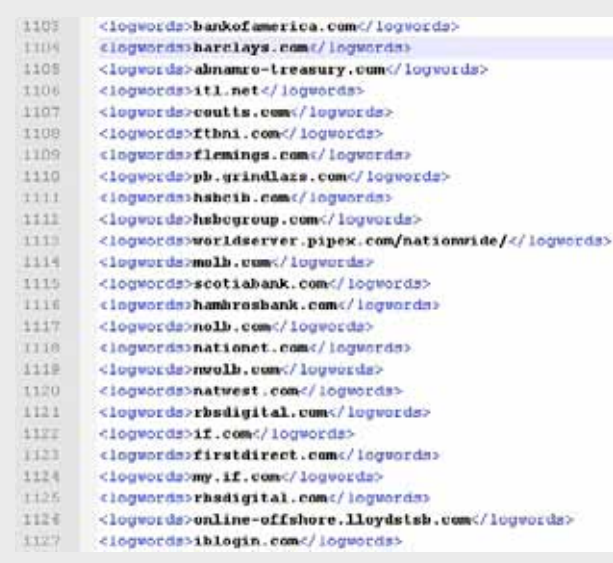 1103 <logwords>bankofamerica.com</logwords>
1104 <logwords>barclays.com</logwords>
1105 <logwords>abnamro-treasury.com</logwords>
1106 <logwords>itl.net</logwords>
1107 <logwords>coutts.com</logwords>
1108 <logwords>ftbni.com</logwords>
1109 <logwords>flemings.com</logwords>
1110 <logwords>pb.grindlazs.com</logwords>
1111 <logwords>hsbcib.com</logwords>
1112 <logwords>hsbcgroup.com</logwords>
1113 <logwords>worldserver.pipex.com/nationwide/</logwords>
1114 <logwords>molb.com</logwords>
1115 <logwords>scotiabank.com</logwords>
1116 <logwords>hambrosbank.com</logwords>
1117 <logwords>nolb.com</logwords>
1118 <logwords>nationet.com</logwords>
1119 <logwords>nwolb.com</logwords>
1120 <logwords>natwest.com</logwords>
1121 <logwords>rbsdigital.com</logwords>
1122 <logwords>if.com</logwords>
1123 <logwords>firstdirect.com</logwords>
1124 <logwords>my.if.com</logwords>
1125 <logwords>rbsdigital.com</logwords>
1126 <logwords>online-offshore.lloydstsb.com</logwords>
1127 <logwords>iblogin.com</logwords>